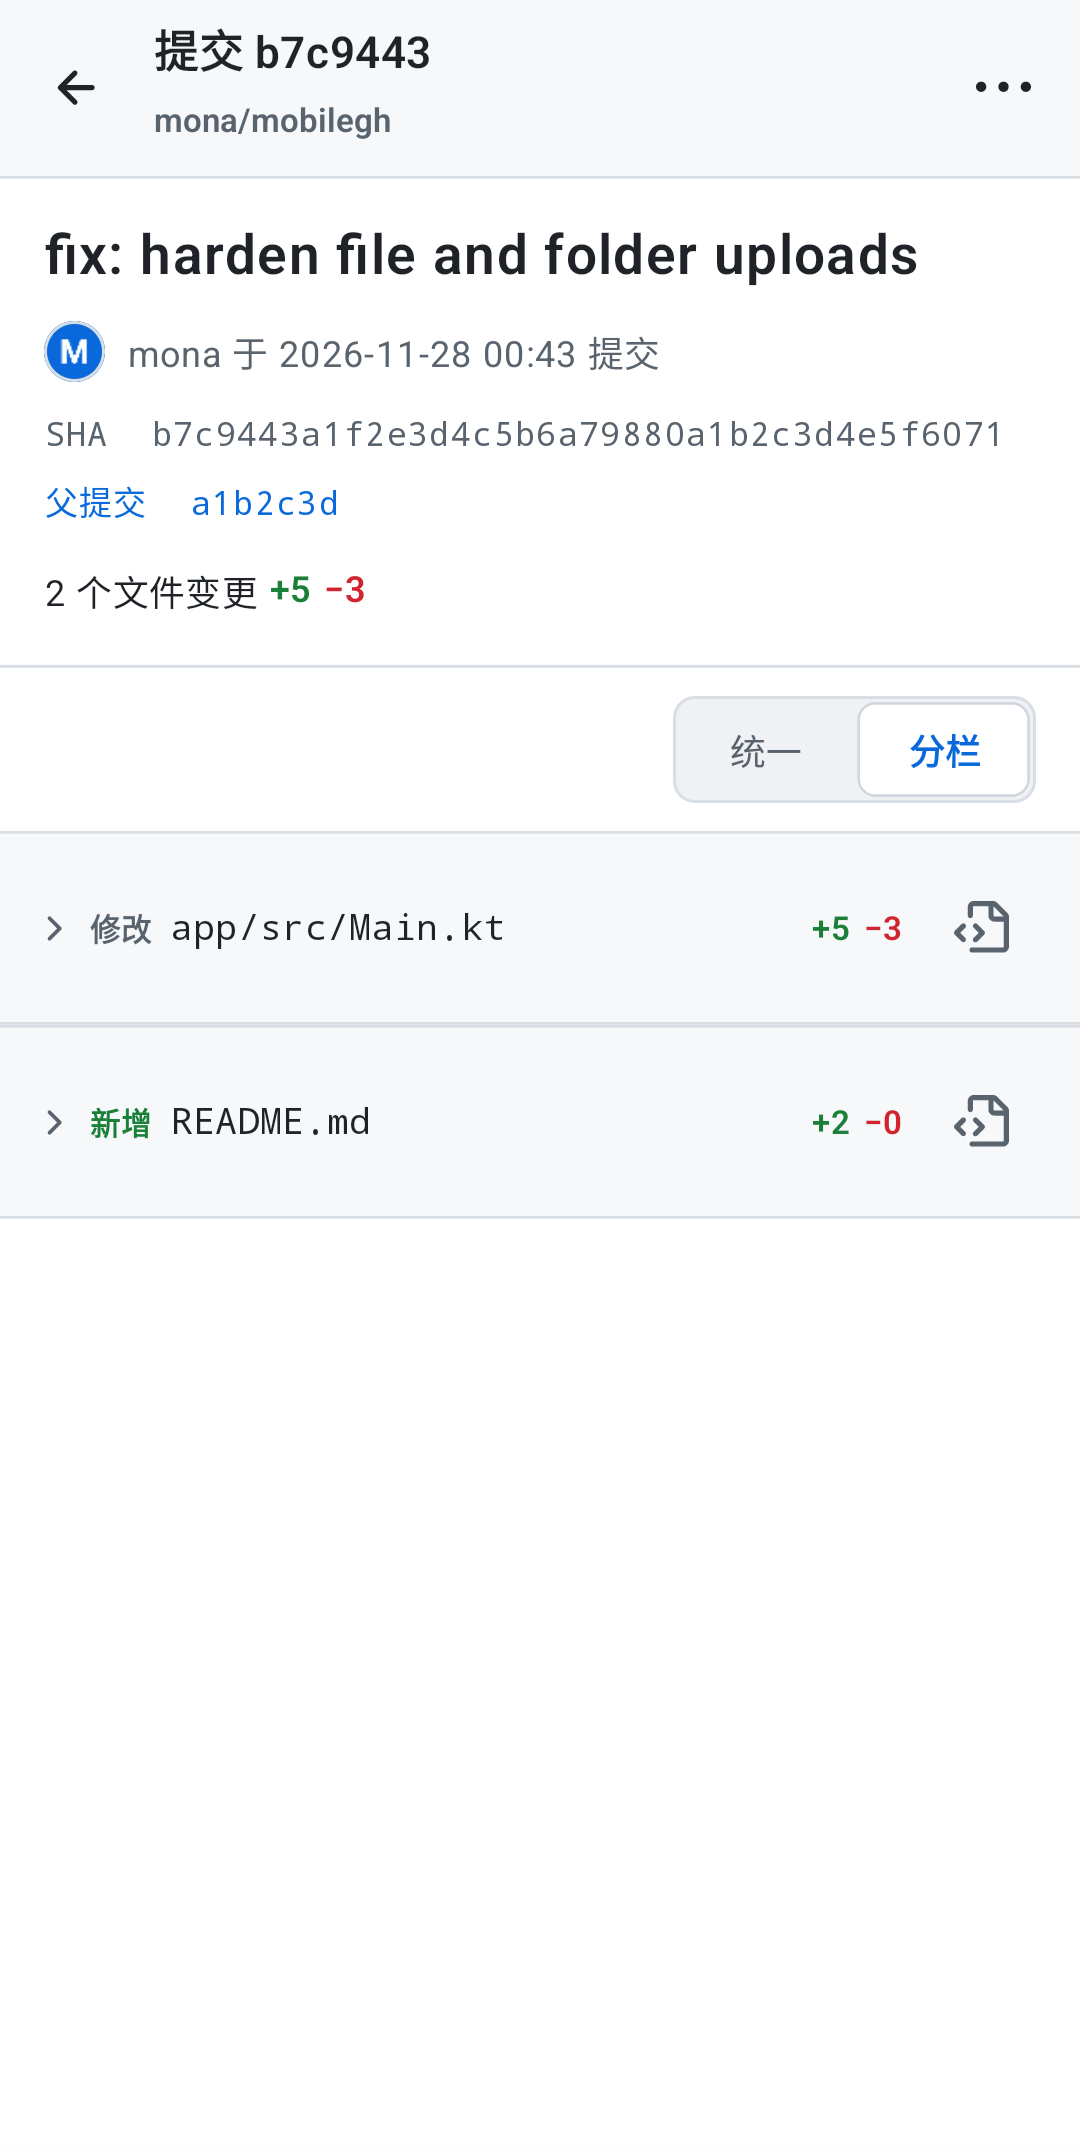 提交 b7c9443
mona/mobilegh
fix: harden file and folder uploads
M mona 于 2026-11-28 00:43 提交
SHA b7c9443a1f2e3d4c5b6a79880a1b2c3d4e5f6071
父提交 a1b2c3d
2 个文件变更 +5 −3
统一 分栏
修改 app/src/Main.kt +5 −3
新增 README.md +2 −0